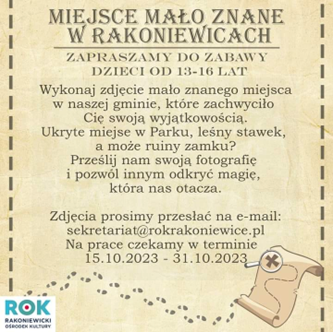 MIEJSCE MAŁO ZNANE
W RAKONIEWICACH
ZAPRASZAMY DO ZABAWY
DZIECI OD 13-16 LAT
Wykonaj zdjęcie mało znanego miejsca
w naszej gminie, które zachwyciło
Cię swoją wyjątkowością.
Ukryte miejse w Parku, leśny stawek,
a może ruiny zamku?
Prześlij nam swoją fotografię
i pozwól innym odkryć magię,
która nas otacza.
Zdjęcia prosimy przesłać na e-mail:
sekretariat@rokrakoniewice.pl
Na prace czekamy w terminie
15.10.2023 - 31.10.2023
ROK
RAKONIEWICKI
OŚRODEK KULTURY